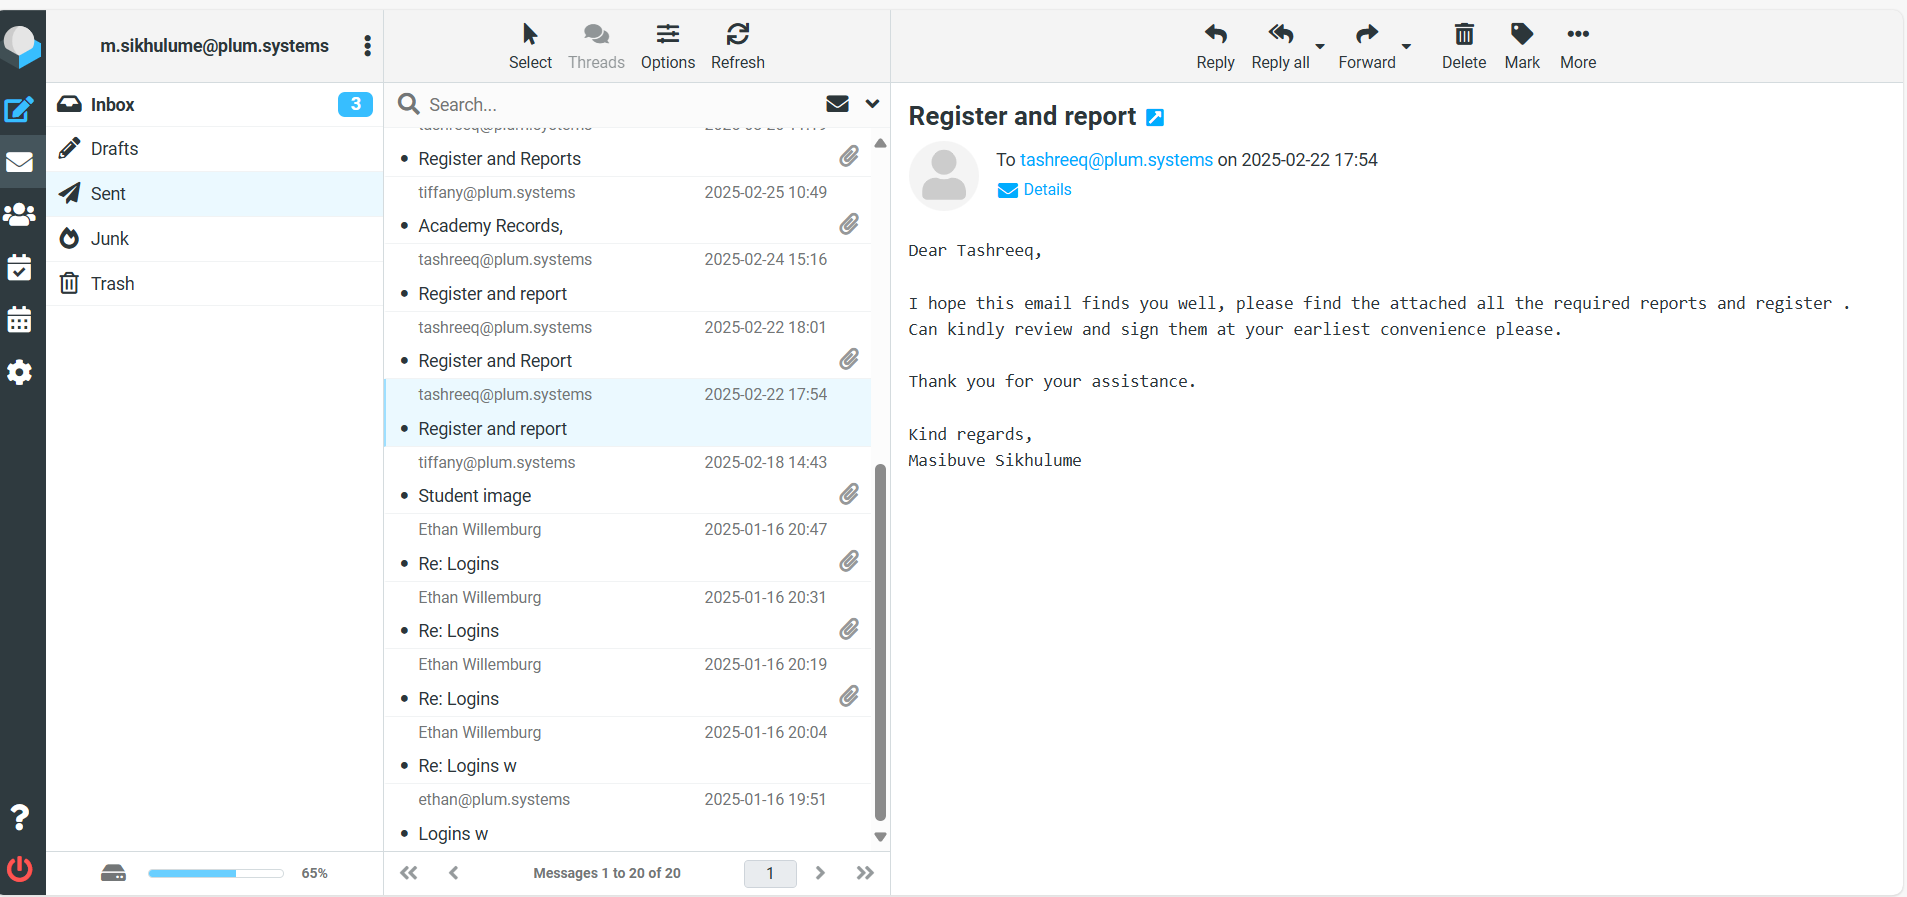 m.sikhulume@plum.systems
Inbox 3
Drafts
Sent
Junk
Trash
65%
Select Threads Options Refresh
Search...
Register and Reports
tiffany@plum.systems 2025-02-25 10:49
Academy Records,
tashreeq@plum.systems 2025-02-24 15:16
Register and report
tashreeq@plum.systems 2025-02-22 18:01
Register and Report
tashreeq@plum.systems 2025-02-22 17:54
Register and report
tiffany@plum.systems 2025-02-18 14:43
Student image
Ethan Willemburg 2025-01-16 20:47
Re: Logins
Ethan Willemburg 2025-01-16 20:31
Re: Logins
Ethan Willemburg 2025-01-16 20:19
Re: Logins
Ethan Willemburg 2025-01-16 20:04
Re: Logins w
ethan@plum.systems 2025-01-16 19:51
Logins w
Messages 1 to 20 of 20 1
Reply Reply all Forward Delete Mark More
Register and report
To tashreeq@plum.systems on 2025-02-22 17:54
Details
Dear Tashreeq,
I hope this email finds you well, please find the attached all the required reports and register .
Can kindly review and sign them at your earliest convenience please.
Thank you for your assistance.
Kind regards,
Masibuve Sikhulume